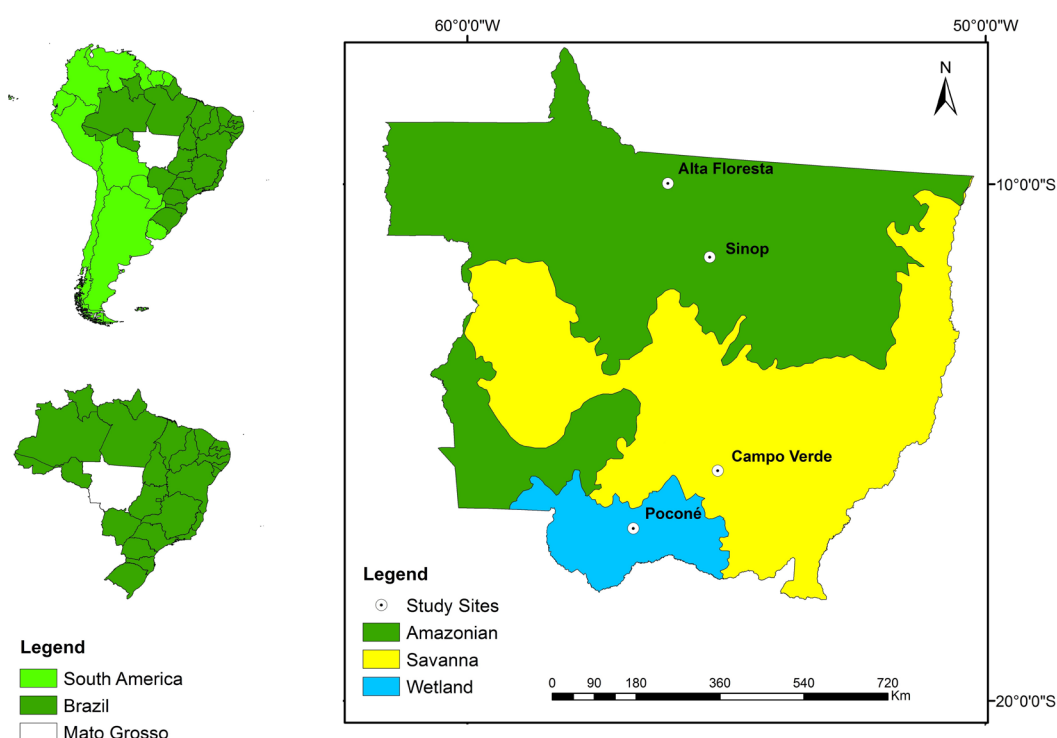 60°0'0"W
50°0'0"W
N
Alta Floresta
10°0'0"S
Sinop
Campo Verde
Poconé
Legend
Study Sites
Amazonian
Savanna
Wetland
0 90 180 360 540 720
Km
20°0'0"S
Legend
South America
Brazil
Mato Grosso